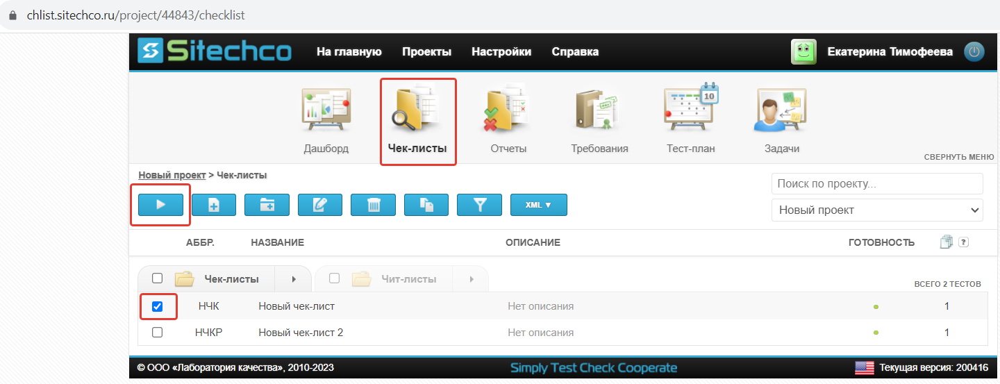 chlist.sitechco.ru/project/44843/checklist
Sitechco На главную Проекты Настройки Справка Екатерина Тимофеева
10
Дашборд Чек-листы Отчеты Требования Тест-план Задачи
СВЕРНУТЬ МЕНЮ
Новый проект > Чек-листы
Поиск по проекту...
XML ▼
Новый проект
АББР. НАЗВАНИЕ ОПИСАНИЕ ГОТОВНОСТЬ ?
Чек-листы Чит-листы
ВСЕГО 2 ТЕСТОВ
НЧК Новый чек-лист Нет описания 1
НЧКР Новый чек-лист 2 Нет описания 1
© ООО «Лаборатория качества», 2010-2023 Simply Test Check Cooperate Текущая версия: 200416